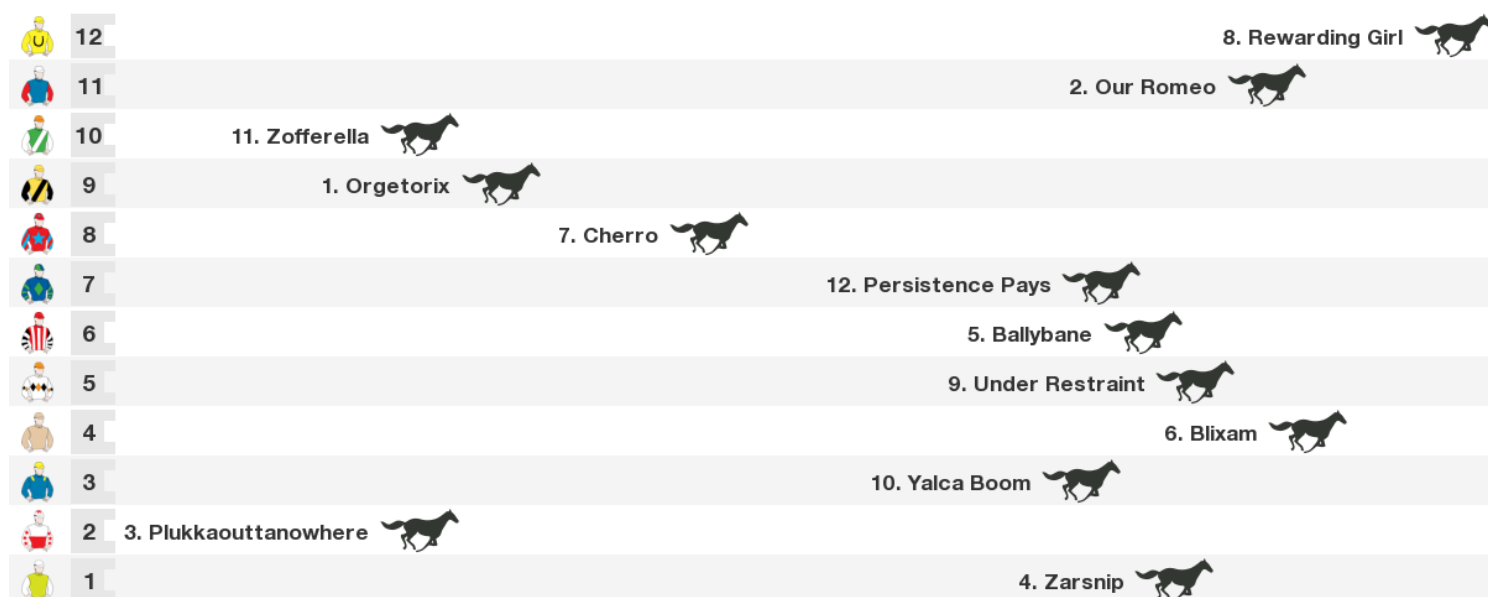 12 8. Rewarding Girl
11 2. Our Romeo
10 11. Zofferella
9 1. Orgetorix
8 7. Cherro
7 12. Persistence Pays
6 5. Ballybane
5 9. Under Restraint
4 6. Blixam
3 10. Yalca Boom
2 3. Plukkaouttanowhere
1 4. Zarsnip